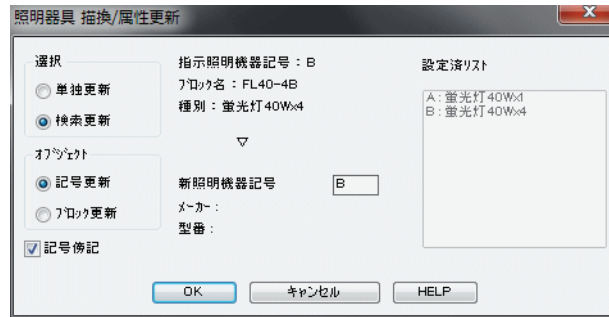 照明器具 描換/属性更新
選択
単独更新
検索更新
ｵﾌﾞｼﾞｪｸﾄ
記号更新
ﾌﾞﾛｯｸ更新
記号傍記
指示照明機器記号：B
ﾌﾞﾛｯｸ名：FL40-4B
種別：蛍光灯40Wx4
▽
新照明機器記号 B
ﾒｰｶｰ：
型番：
設定済ﾘｽﾄ
A：蛍光灯40Wx1
B：蛍光灯40Wx4
OK キャンセル HELP